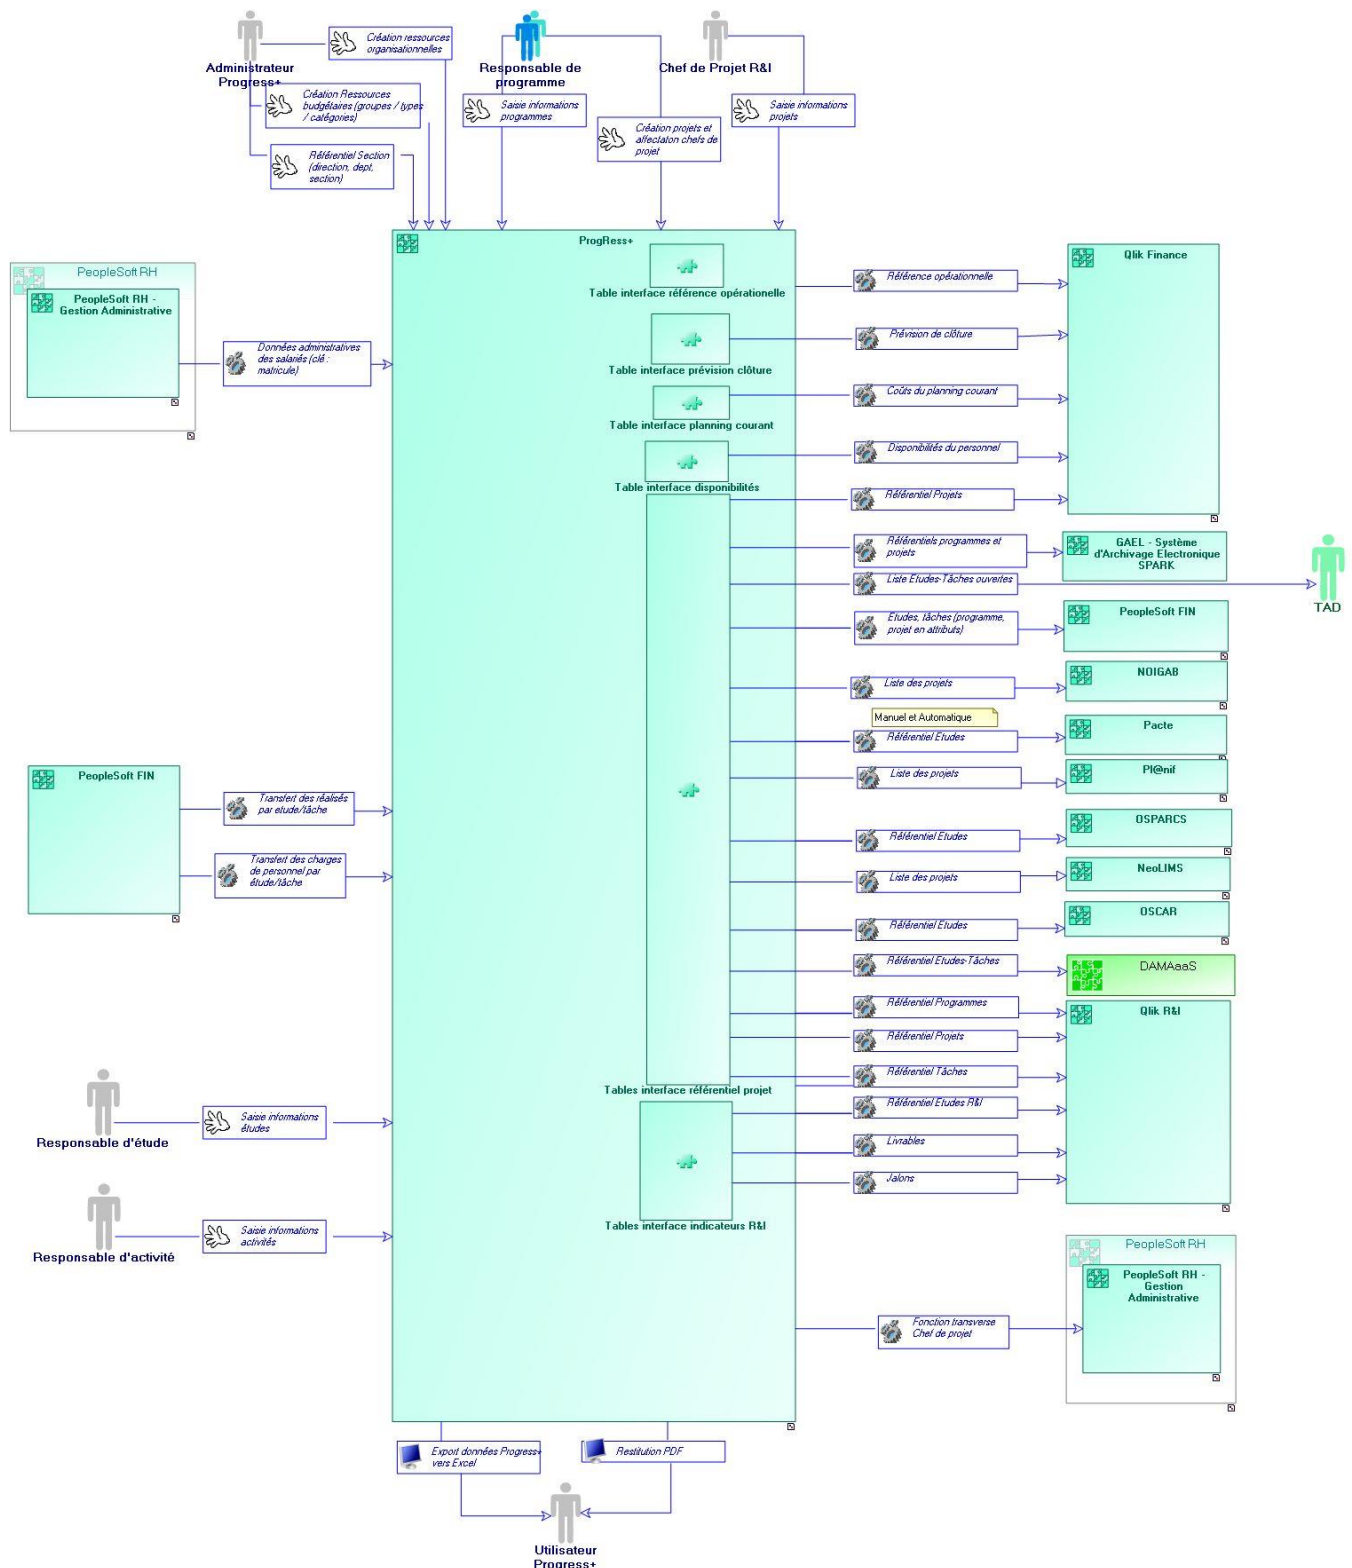 Administrateur
Progress+
Création ressources
organisationnelles
Création Ressources
budgétaires (groupes / types
/ catégories)
Référentiel Section
(direction, dept,
section)
Responsable de
programme
Saisie informations
programmes
Création projets et
affectaton chefs de
projet
Chef de Projet R&I
Saisie informations
projets
PeopleSoft RH
PeopleSoft RH -
Gestion Administrative
Données administratives
des salariés (clé :
matricule)
PeopleSoft FIN
Transfert des réalisés
par etude/tâche
Transfert des charges
de personnel par
étude/tâche
Responsable d'étude
Saisie informations
études
Responsable d'activité
Saisie informations
activités
ProgRess+
Table interface référence opérationelle
Table interface prévision clôture
Table interface planning courant
Table interface disponibilités
Tables interface référentiel projet
Tables interface indicateurs R&I
Référence opérationnelle
Prévision de clôture
Coûts du planning courant
Disponibilités du personnel
Référentiel Projets
Qlik Finance
Référentiels programmes et
projets
GAEL - Système
d'Archivage Electronique
SPARK
Liste Etudes-Tâches ouvertes
TAD
Etudes, tâches (programme,
projet en attributs)
PeopleSoft FIN
Liste des projets
NOIGAB
Manuel et Automatique
Référentiel Etudes
Pacte
Liste des projets
Pl@nif
Référentiel Etudes
OSPARCS
Liste des projets
NeoLIMS
Référentiel Etudes
OSCAR
Référentiel Etudes-Tâches
DAMAaaS
Référentiel Programmes
Référentiel Projets
Référentiel Tâches
Référentiel Etudes R&I
Livrables
Jalons
Qlik R&I
Fonction transverse
Chef de projet
PeopleSoft RH
PeopleSoft RH -
Gestion
Administrative
Export données Progress+
vers Excel
Restitution PDF
Utilisateur
Progress+